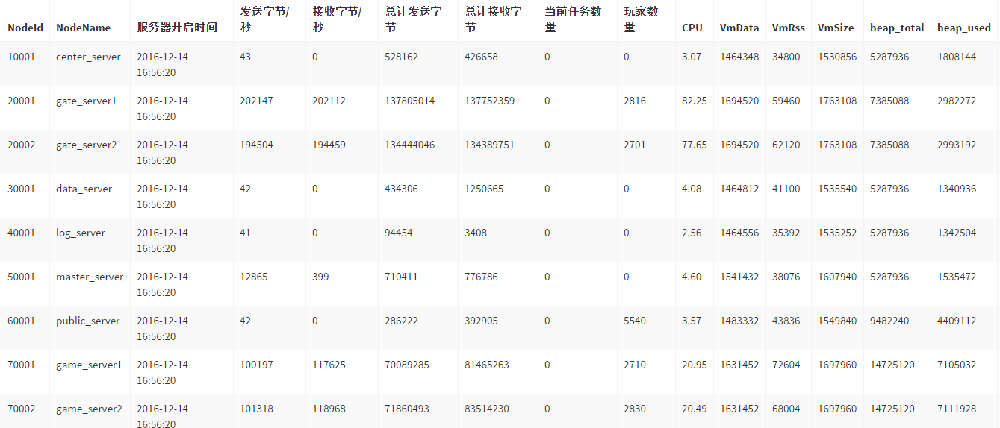 NodeId NodeName 服务器开启时间 发送字节/秒 接收字节/秒 总计发送字节 总计接收字节 当前任务数量 玩家数量 CPU VmData VmRss VmSize heap_total heap_used
10001 center_server 2016-12-14 16:56:20 43 0 528162 426658 0 0 3.07 1464348 34800 1530856 5287936 1808144
20001 gate_server1 2016-12-14 16:56:20 202147 202112 137805014 137752359 0 2816 82.25 1694520 59460 1763108 7385088 2982272
20002 gate_server2 2016-12-14 16:56:20 194504 194459 134444046 134389751 0 2701 77.65 1694520 62120 1763108 7385088 2993192
30001 data_server 2016-12-14 16:56:20 42 0 434306 1250665 0 0 4.08 1464812 41100 1535540 5287936 1340936
40001 log_server 2016-12-14 16:56:20 41 0 94454 3408 0 0 2.56 1464556 35392 1535252 5287936 1342504
50001 master_server 2016-12-14 16:56:20 12865 399 710411 776786 0 0 4.60 1541432 38076 1607940 5287936 1535472
60001 public_server 2016-12-14 16:56:20 42 0 286222 392905 0 5540 3.57 1483332 43836 1549840 9482240 4409112
70001 game_server1 2016-12-14 16:56:20 100197 117625 70089285 81465263 0 2710 20.95 1631452 72604 1697960 14725120 7105032
70002 game_server2 2016-12-14 16:56:20 101318 118968 71860493 83514230 0 2830 20.49 1631452 68004 1697960 14725120 7111928